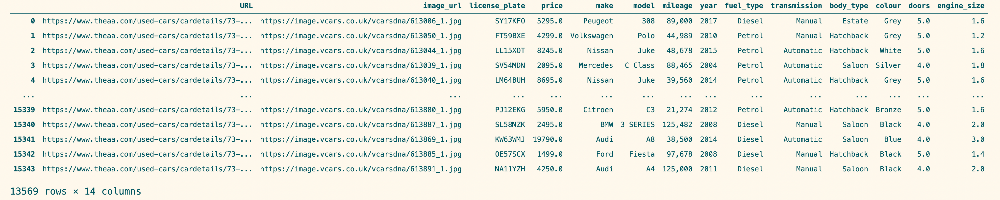 URL image_url license_plate price make model mileage year fuel_type transmission body_type colour doors engine_size
0 https://www.theaa.com/used-cars/cardetails/73-... https://image.vcars.co.uk/vcarsdna/613006_1.jpg SY17KFO 5295.0 Peugeot 308 89,000 2017 Diesel Manual Estate Grey 5.0 1.6
1 https://www.theaa.com/used-cars/cardetails/73-... https://image.vcars.co.uk/vcarsdna/613050_1.jpg FT59BXE 4299.0 Volkswagen Polo 44,989 2010 Petrol Manual Hatchback Grey 5.0 1.2
2 https://www.theaa.com/used-cars/cardetails/73-... https://image.vcars.co.uk/vcarsdna/613044_1.jpg LL15XOT 8245.0 Nissan Juke 48,678 2015 Petrol Automatic Hatchback White 5.0 1.6
3 https://www.theaa.com/used-cars/cardetails/73-... https://image.vcars.co.uk/vcarsdna/613039_1.jpg SV54MDN 2095.0 Mercedes C Class 88,465 2004 Petrol Automatic Saloon Silver 4.0 1.8
4 https://www.theaa.com/used-cars/cardetails/73-... https://image.vcars.co.uk/vcarsdna/613040_1.jpg LM64BUH 8695.0 Nissan Juke 39,560 2014 Petrol Automatic Hatchback Grey 5.0 1.6
... ... ... ... ... ... ... ... ... ... ... ... ... ... ...
15339 https://www.theaa.com/used-cars/cardetails/73-... https://image.vcars.co.uk/vcarsdna/613880_1.jpg PJ12EKG 5950.0 Citroen C3 21,274 2012 Petrol Automatic Hatchback Bronze 5.0 1.6
15340 https://www.theaa.com/used-cars/cardetails/73-... https://image.vcars.co.uk/vcarsdna/613887_1.jpg SL58NZK 2495.0 BMW 3 SERIES 125,482 2008 Diesel Manual Saloon Black 4.0 2.0
15341 https://www.theaa.com/used-cars/cardetails/73-... https://image.vcars.co.uk/vcarsdna/613869_1.jpg KW63WMJ 19790.0 Audi A8 38,500 2014 Diesel Automatic Saloon Blue 4.0 3.0
15342 https://www.theaa.com/used-cars/cardetails/73-... https://image.vcars.co.uk/vcarsdna/613885_1.jpg OE57SCX 1499.0 Ford Fiesta 97,678 2008 Diesel Manual Hatchback Black 5.0 1.4
15343 https://www.theaa.com/used-cars/cardetails/73-... https://image.vcars.co.uk/vcarsdna/613891_1.jpg NA11YZH 4250.0 Audi A4 125,000 2011 Diesel Manual Saloon Black 4.0 2.0
13569 rows × 14 columns